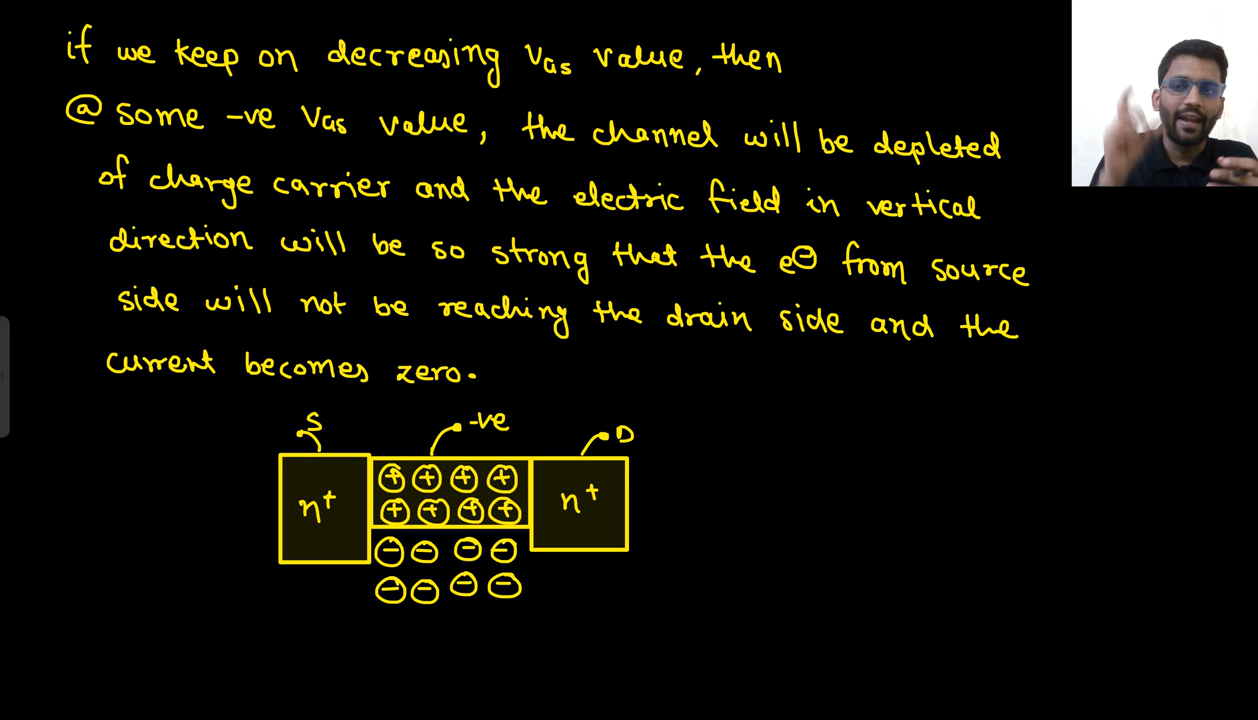 if we keep on decreasing VGS value, then
@ some -ve VGS value, the channel will be depleted
of charge carrier and the electric field in vertical
direction will be so strong that the e⊖ from source
side will not be reaching the drain side and the
current becomes zero.
S -ve D
n+ + + + + n+
+ + + +
- - - -
- - - -